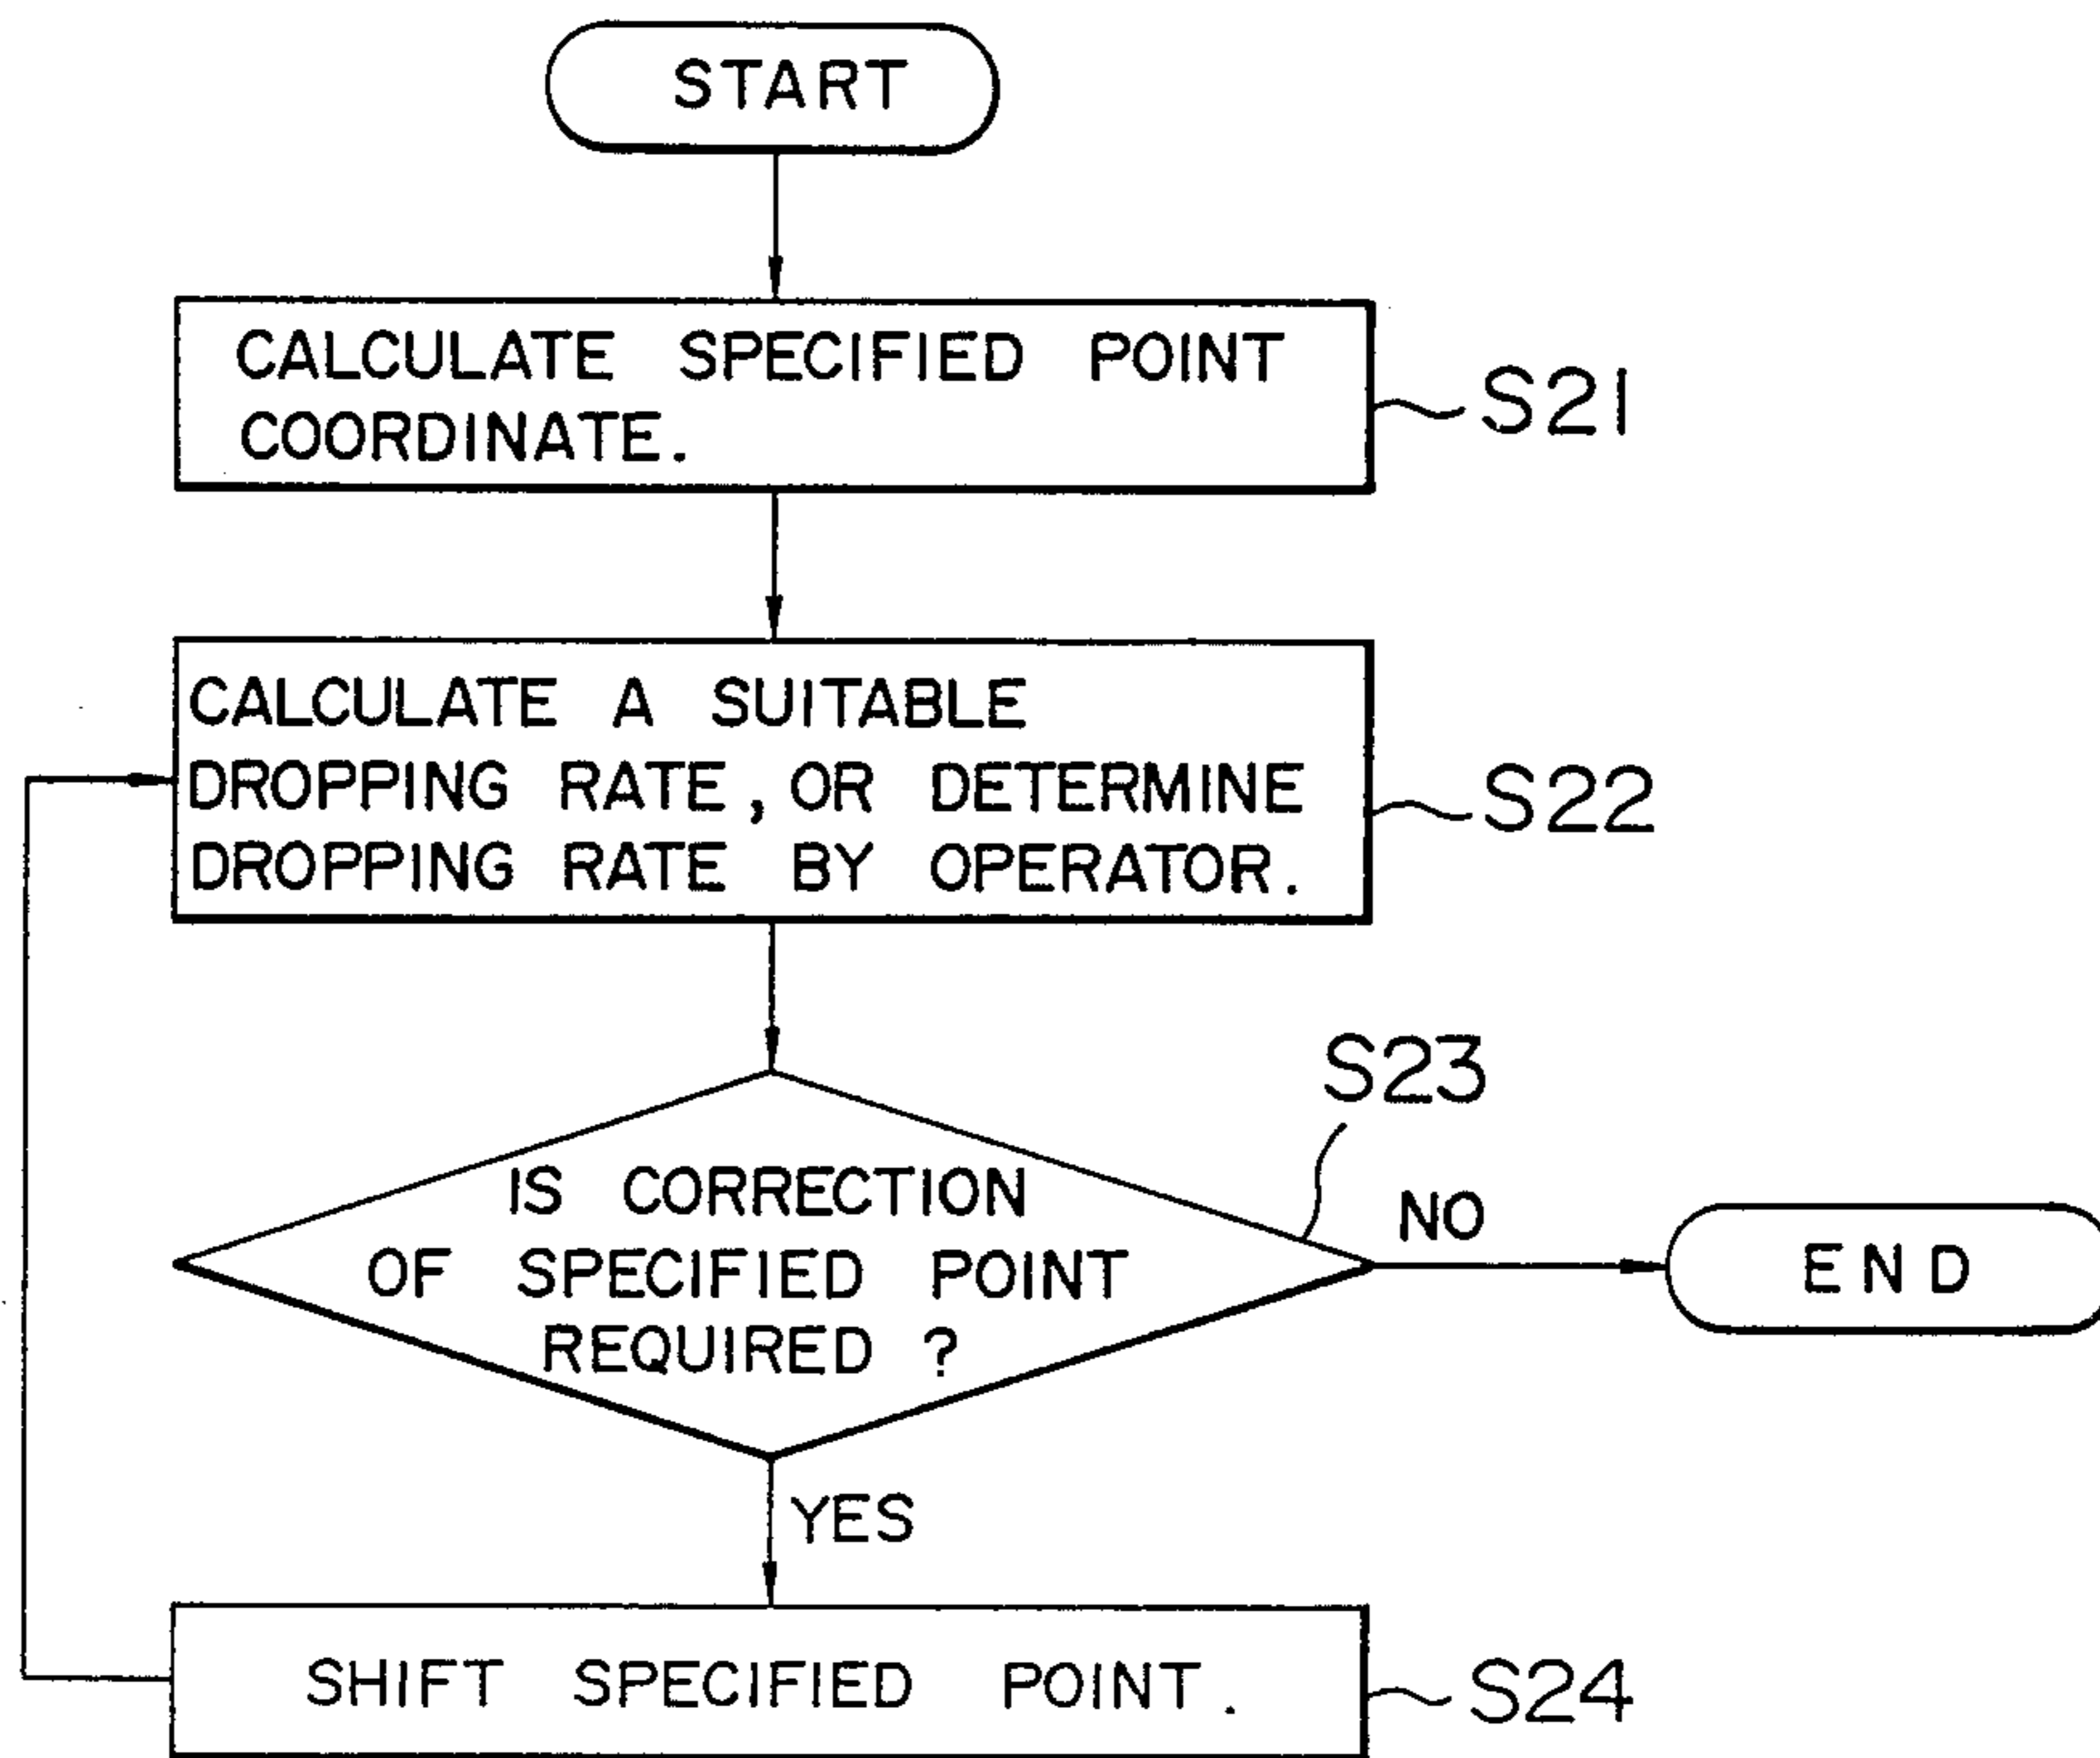 START
CALCULATE SPECIFIED POINT
COORDINATE.
S21
CALCULATE A SUITABLE
DROPPING RATE, OR DETERMINE
DROPPING RATE BY OPERATOR.
S22
S23
IS CORRECTION
OF SPECIFIED POINT
REQUIRED ?
NO
END
YES
SHIFT SPECIFIED POINT.
S24